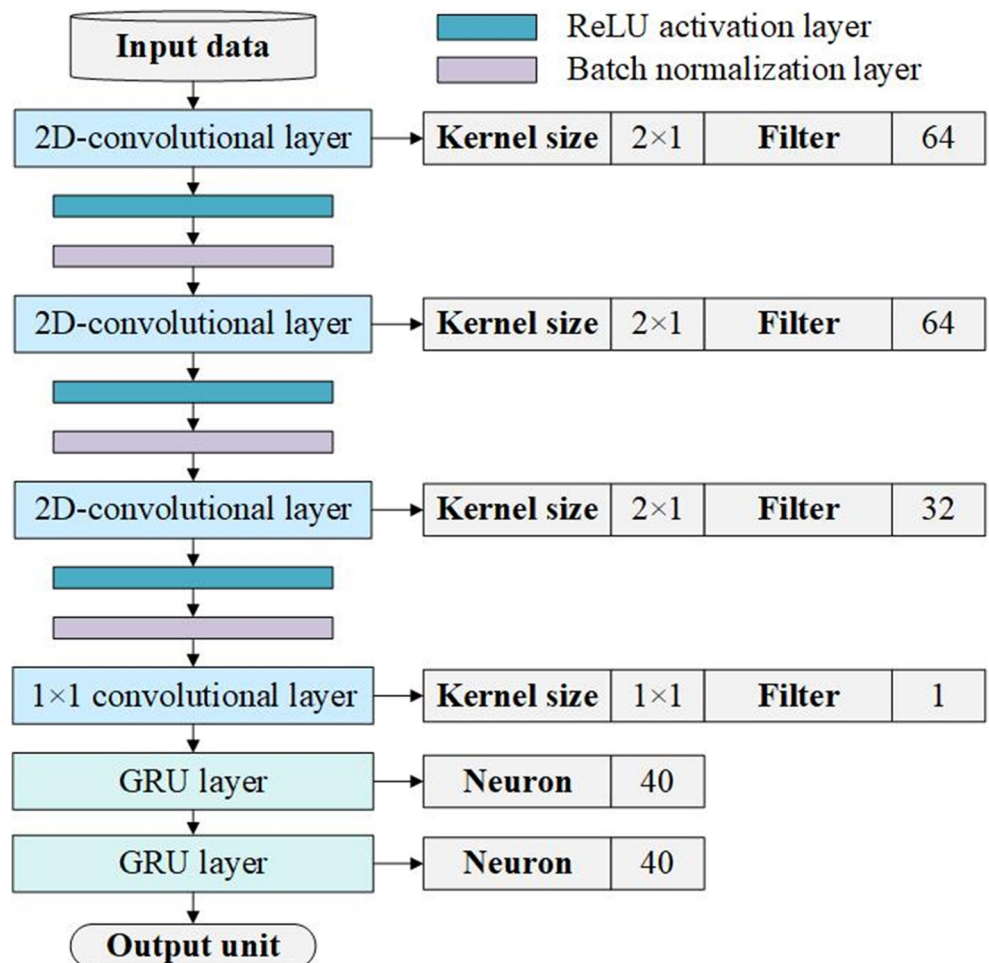 Input data
ReLU activation layer
Batch normalization layer
2D-convolutional layer Kernel size 2×1 Filter 64
2D-convolutional layer Kernel size 2×1 Filter 64
2D-convolutional layer Kernel size 2×1 Filter 32
1×1 convolutional layer Kernel size 1×1 Filter 1
GRU layer Neuron 40
GRU layer Neuron 40
Output unit